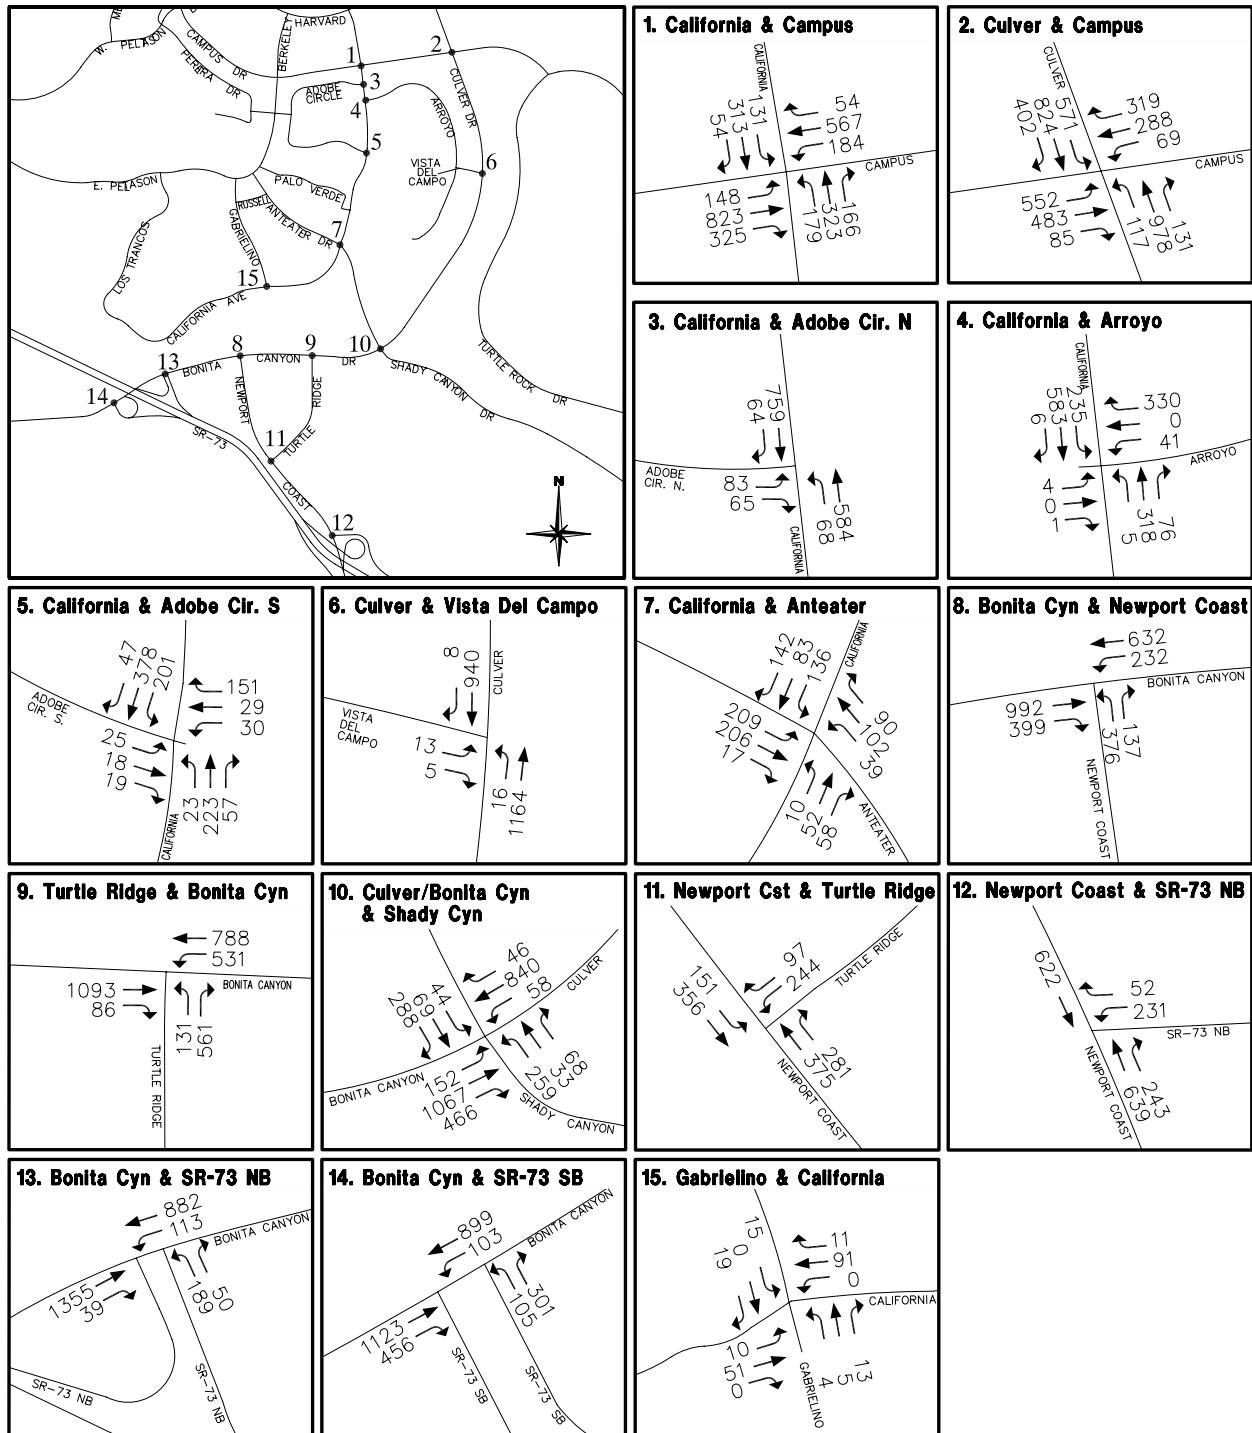 HARVARD
BERKELEY
W. PELTASON
CAMPUS DR
PEREIRA DR
1
2
3
4
5
6
7
ADOBE
CIRCLE
ARROYO
CULVER DR
VISTA
DEL
CAMPO
E. PELTASON
PALO VERDE
RUSSELL
ANTEATER DR
GABRIELINO
LOS TRANCOS
15
CALIFORNIA AVE
13
8
9
10
14
BONITA
CANYON
DR
NEWPORT
RIDGE
TURTLE
11
COAST
12
SR-73
SHADY CANYON
DR
TURTLE ROCK DR
N
1. California & Campus
CALIFORNIA
54
313
131
54
567
184
CAMPUS
148
823
325
179
323
166
2. Culver & Campus
CULVER
402
824
571
319
288
69
CAMPUS
552
483
85
117
978
131
3. California & Adobe Cir. N
64
759
ADOBE
CIR. N.
83
65
68
584
CALIFORNIA
4. California & Arroyo
CALIFORNIA
6
583
235
330
0
41
ARROYO
4
0
1
5
318
76
5. California & Adobe Cir. S
47
378
201
151
29
30
ADOBE
CIR. S.
25
18
19
23
223
57
CALIFORNIA
6. Culver & Vista Del Campo
8
940
CULVER
VISTA
DEL
CAMPO
13
5
16
1164
7. California & Anteater
142
83
136
CALIFORNIA
209
206
17
90
102
39
10
52
58
ANTEATER
8. Bonita Cyn & Newport Coast
632
232
BONITA CANYON
992
399
376
137
NEWPORT COAST
9. Turtle Ridge & Bonita Cyn
788
531
BONITA CANYON
1093
86
131
561
TURTLE RIDGE
10. Culver/Bonita Cyn
& Shady Cyn
46
840
58
CULVER
288
69
44
BONITA CANYON
152
1067
466
259
33
68
SHADY CANYON
11. Newport Cst & Turtle Ridge
97
244
TURTLE RIDGE
151
356
281
375
NEWPORT COAST
12. Newport Coast & SR-73 NB
622
52
231
SR-73 NB
NEWPORT COAST
639
243
13. Bonita Cyn & SR-73 NB
882
113
BONITA CANYON
1355
39
189
50
SR-73 NB
SR-73 NB
14. Bonita Cyn & SR-73 SB
899
103
BONITA CANYON
1123
456
105
301
SR-73 SB
SR-73 SB
15. Gabrielino & California
19
0
15
11
91
0
CALIFORNIA
10
51
0
4
5
13
GABRIELINO